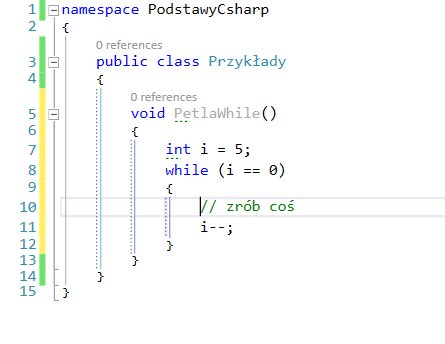 1 namespace PodstawyCsharp
2 {
0 references
3 public class Przykłady
4 {
0 references
5 void PetlaWhile()
6 {
7 int i = 5;
8 while (i == 0)
9 {
10 // zrób coś
11 i--;
12 }
13 }
14 }
15 }